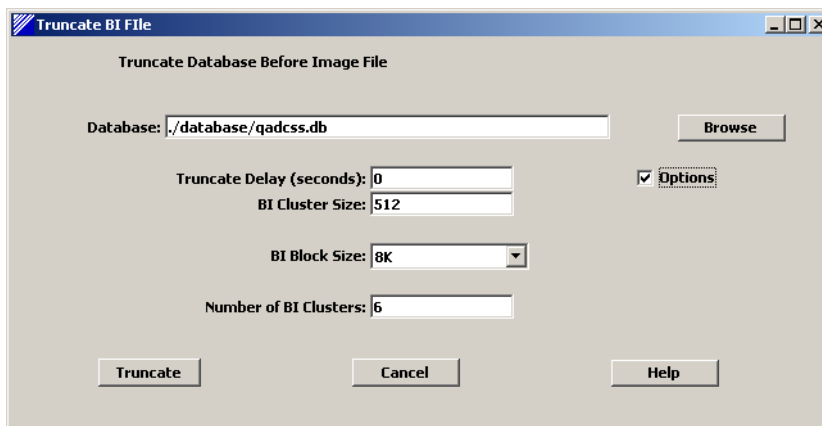 Truncate BI FIle
Truncate Database Before Image File
Database: ./database/qadcss.db Browse
Truncate Delay (seconds): 0 Options
BI Cluster Size: 512
BI Block Size: 8K
Number of BI Clusters: 6
Truncate Cancel Help